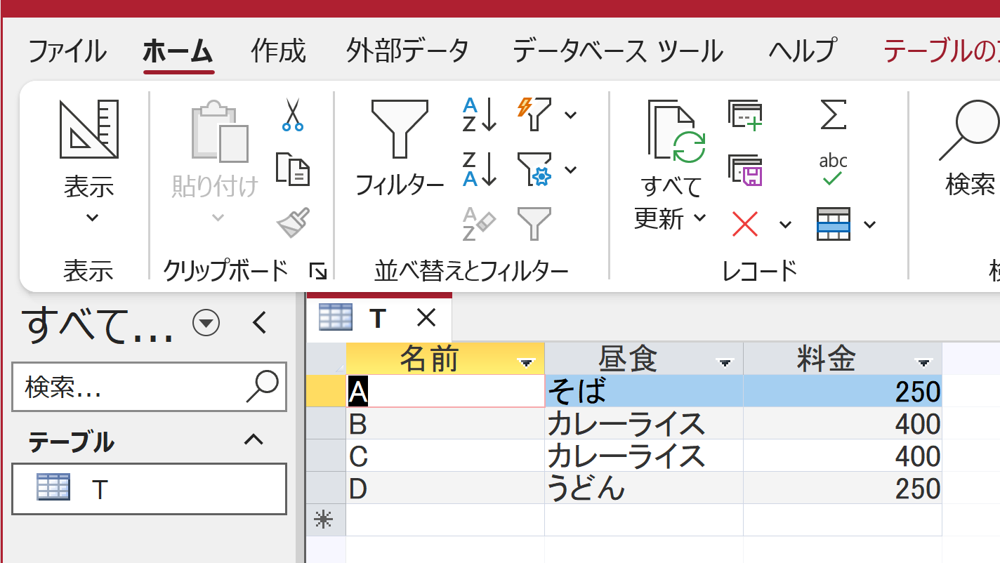 ファイル ホーム 作成 外部データ データベース ツール ヘルプ テーブルの
表示
貼り付け
フィルター
A
Z
Z
A
A
Z
すべて
更新
abc
検索
表示 クリップボード 並べ替えとフィルター レコード
すべて...
T
検索...
テーブル
T
名前 昼食 料金
A そば 250
B カレーライス 400
C カレーライス 400
D うどん 250